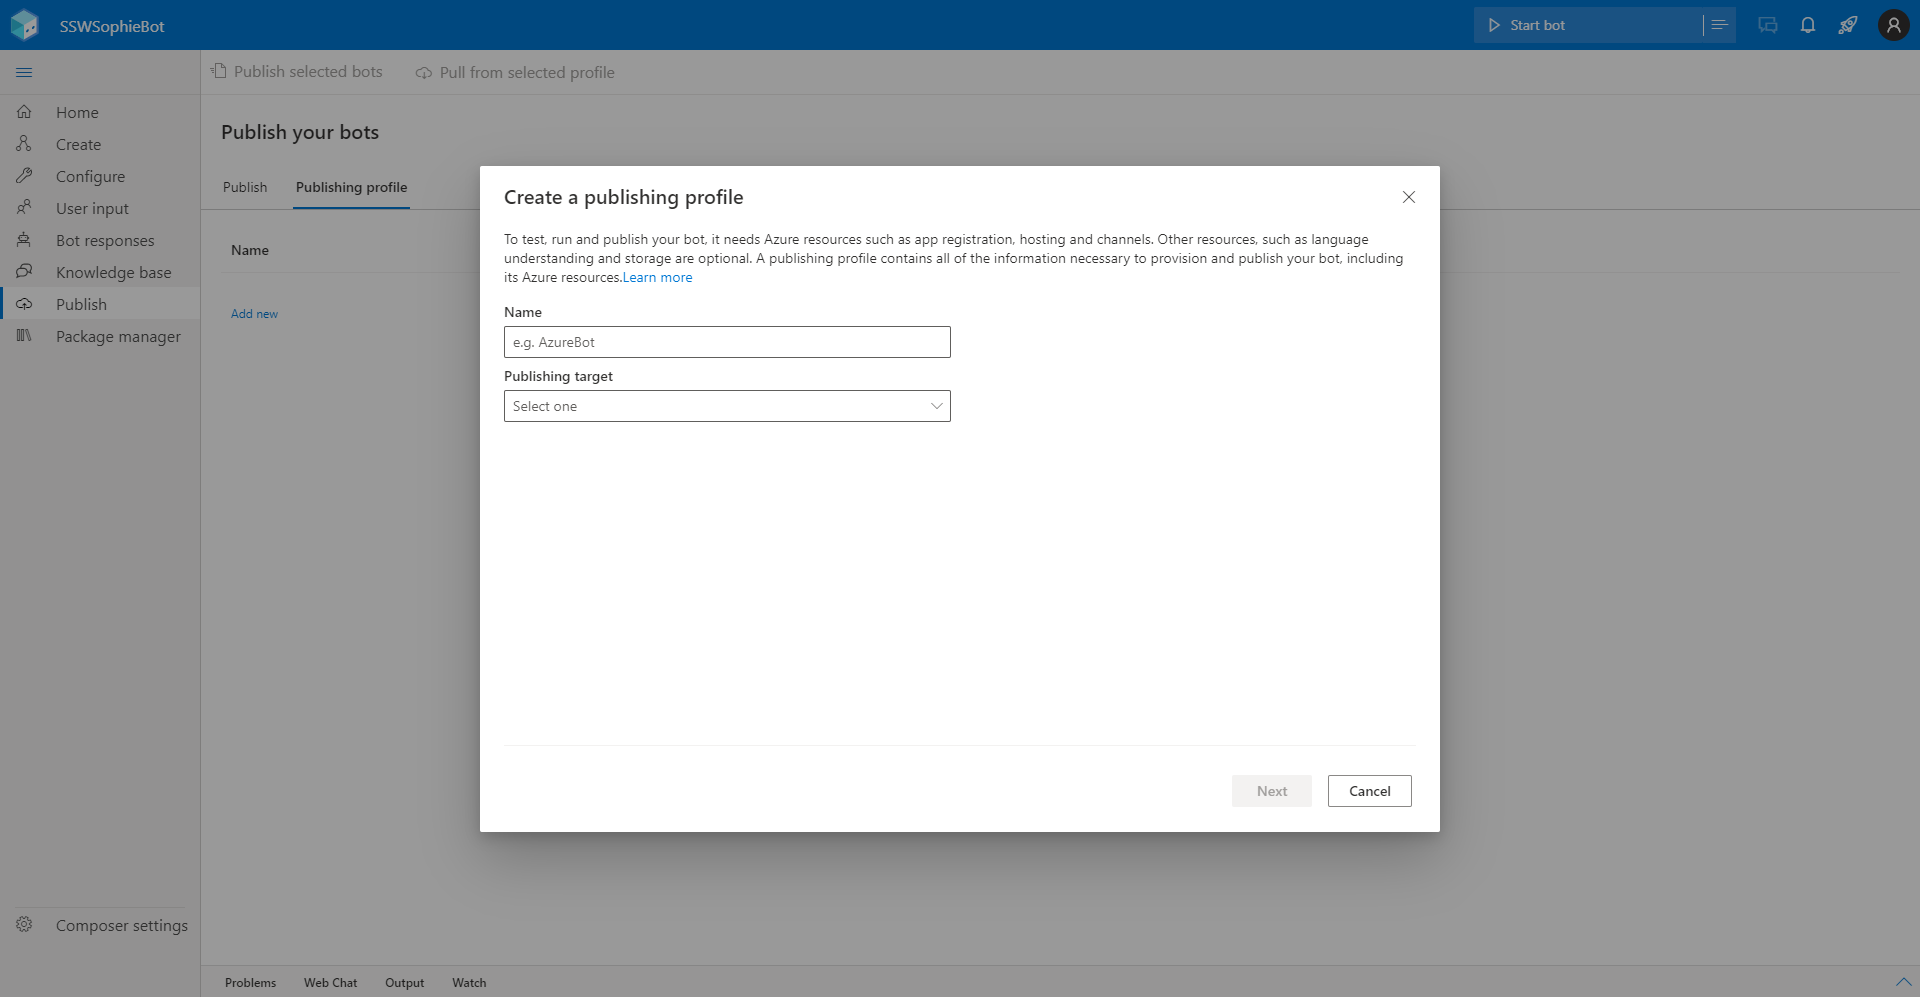 SSWSophieBot
Start bot
Publish selected bots
Pull from selected profile
Home
Create
Configure
User input
Bot responses
Knowledge base
Publish
Package manager
Composer settings
Publish your bots
Publish
Publishing profile
Name
Add new
Create a publishing profile
To test, run and publish your bot, it needs Azure resources such as app registration, hosting and channels. Other resources, such as language
understanding and storage are optional. A publishing profile contains all of the information necessary to provision and publish your bot, including
its Azure resources.Learn more
Name
e.g. AzureBot
Publishing target
Select one
Next
Cancel
Problems
Web Chat
Output
Watch